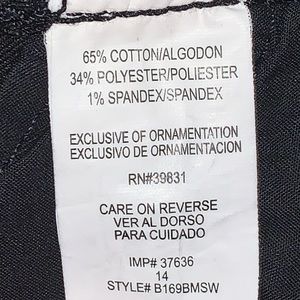 65% COTTON/ALGODON
34% POLYESTER/POLIESTER
1% SPANDEX/SPANDEX
EXCLUSIVE OF ORNAMENTATION
EXCLUSIVO DE ORNAMENTACION
RN#39631
CARE ON REVERSE
VER AL DORSO
PARA CUIDADO
IMP# 37636
14
STYLE# B169BMSW